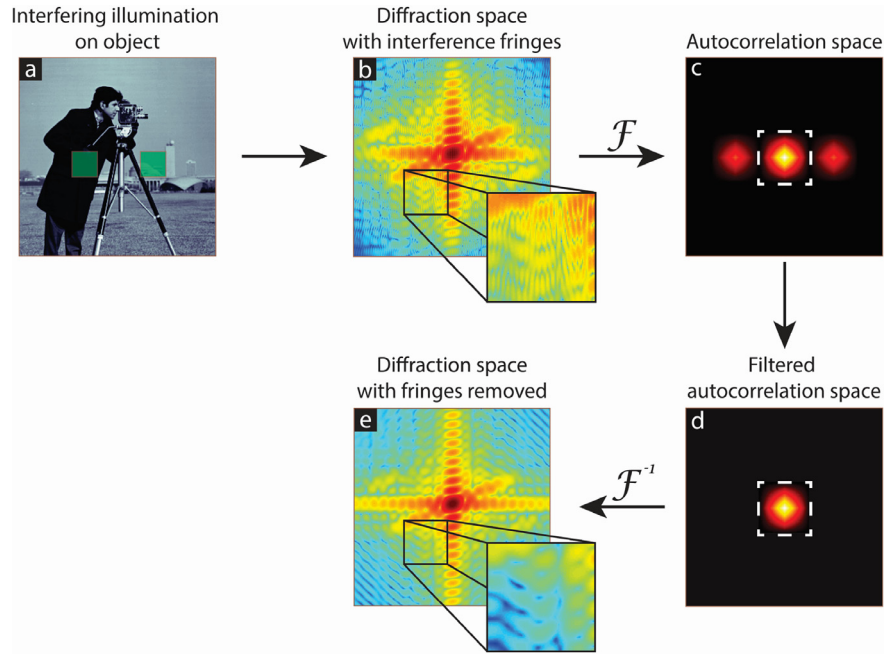 Interfering illumination
on object
a
Diffraction space
with interference fringes
b
ℱ
Autocorrelation space
c
Filtered
autocorrelation space
d
ℱ⁻¹
Diffraction space
with fringes removed
e